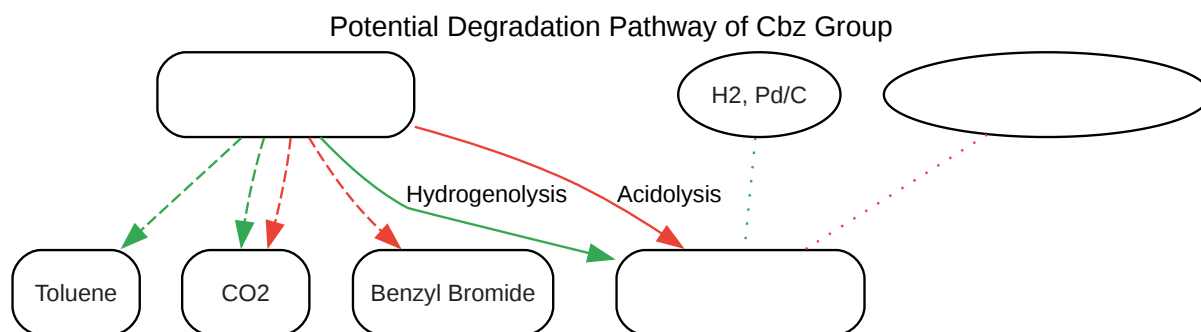 Potential Degradation Pathway of Cbz Group
H2, Pd/C
Hydrogenolysis
Acidolysis
Toluene
CO2
Benzyl Bromide